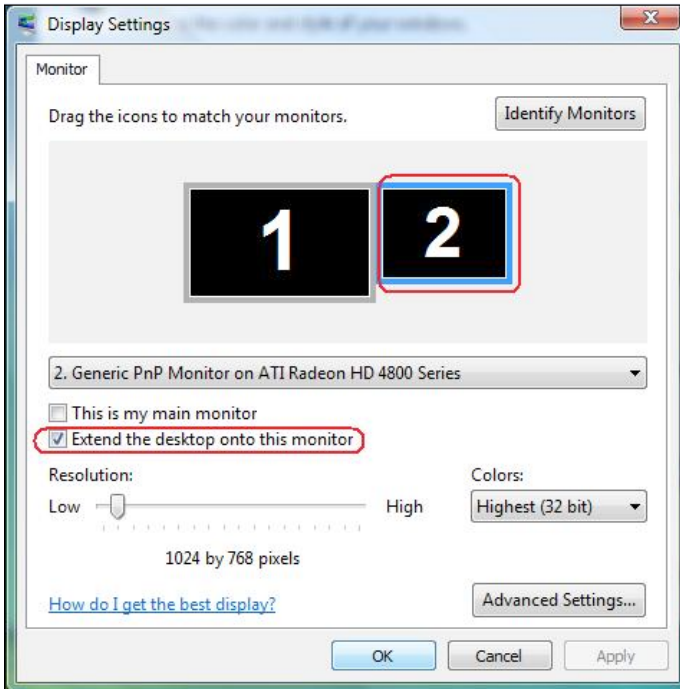 Display Settings
Monitor
Drag the icons to match your monitors.
Identify Monitors
1
2
2. Generic PnP Monitor on ATI Radeon HD 4800 Series
This is my main monitor
Extend the desktop onto this monitor
Resolution:
Colors:
Low
High
Highest (32 bit)
1024 by 768 pixels
How do I get the best display?
Advanced Settings...
OK
Cancel
Apply